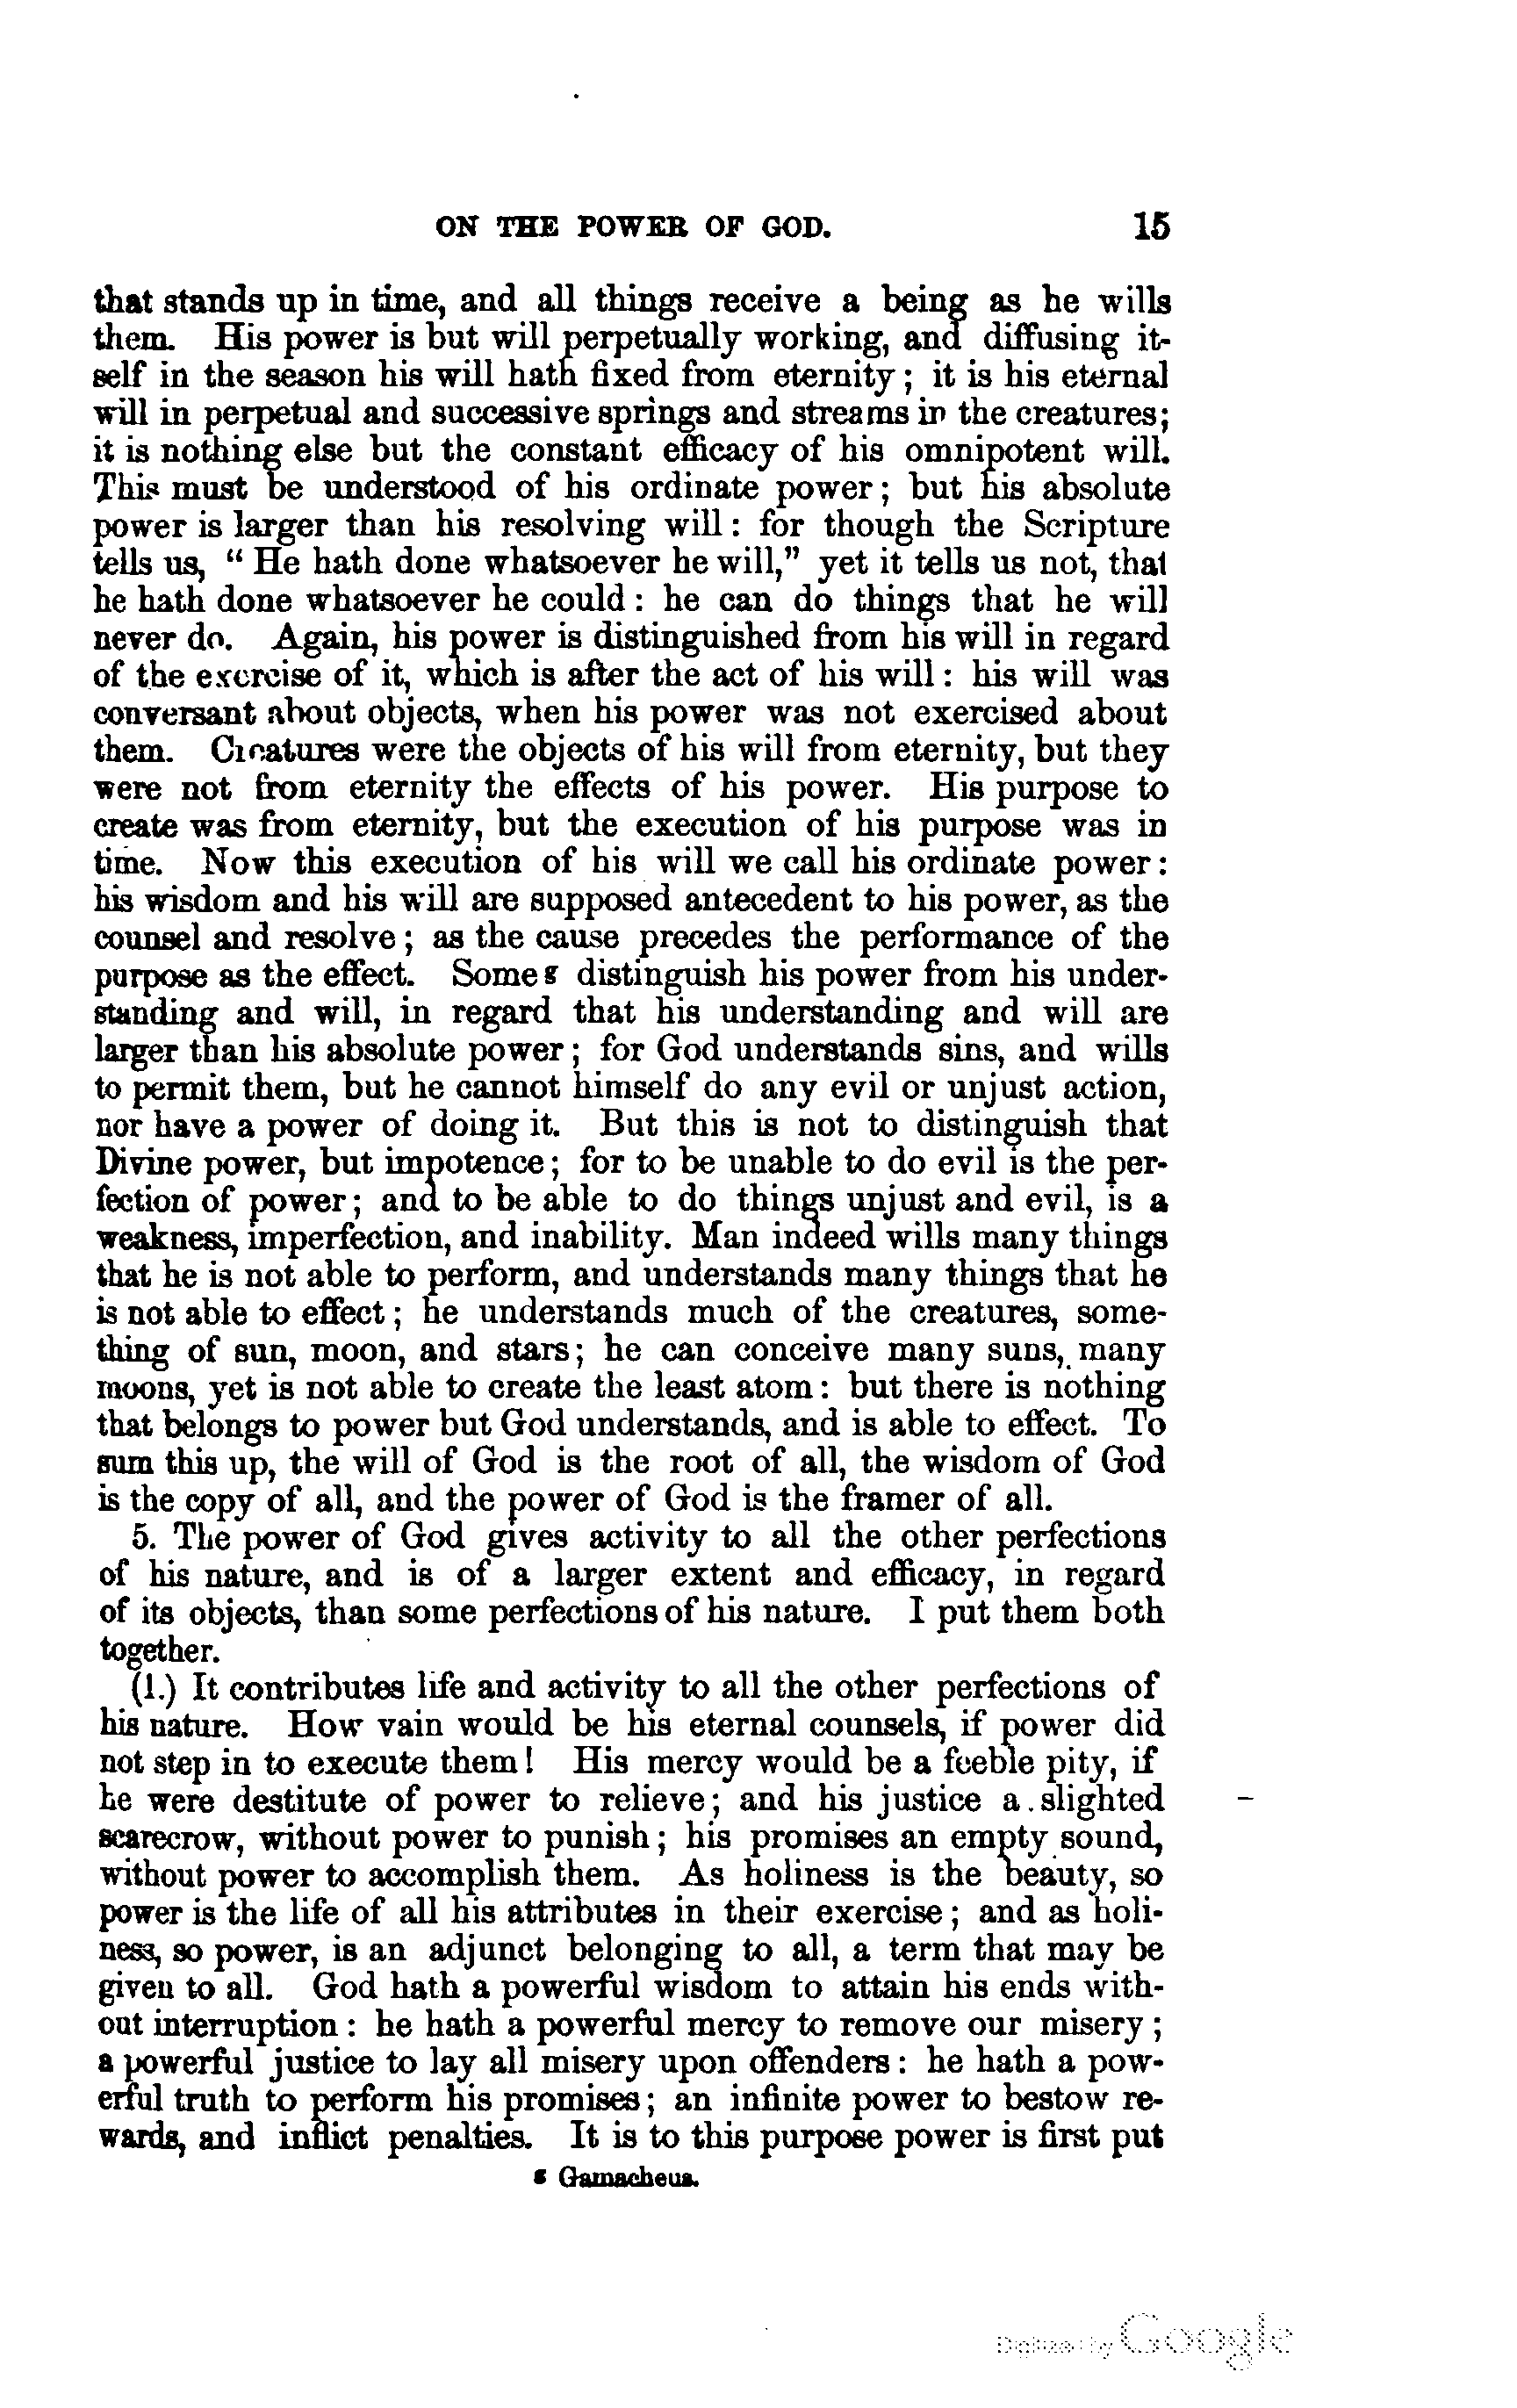 ON THE POWER OF GOD. 15
that stands up in time, and all things receive a being as he wills
them. His power is but will perpetually working, and diffusing it-
self in the season his will hath fixed from eternity; it is his eternal
will in perpetual and successive springs and streams in the creatures;
it is nothing else but the constant efficacy of his omnipotent will.
This must be understood of his ordinate power; but his absolute
power is larger than his resolving will: for though the Scripture
tells us, “He hath done whatsoever he will,” yet it tells us not, that
he hath done whatsoever he could: he can do things that he will
never do. Again, his power is distinguished from his will in regard
of the exercise of it, which is after the act of his will: his will was
conversant about objects, when his power was not exercised about
them. Creatures were the objects of his will from eternity, but they
were not from eternity the effects of his power. His purpose to
create was from eternity, but the execution of his purpose was in
time. Now this execution of his will we call his ordinate power:
his wisdom and his will are supposed antecedent to his power, as the
counsel and resolve; as the cause precedes the performance of the
purpose as the effect. Some g distinguish his power from his under-
standing and will, in regard that his understanding and will are
larger than his absolute power; for God understands sins, and wills
to permit them, but he cannot himself do any evil or unjust action,
nor have a power of doing it. But this is not to distinguish that
Divine power, but impotence; for to be unable to do evil is the per-
fection of power; and to be able to do things unjust and evil, is a
weakness, imperfection, and inability. Man indeed wills many things
that he is not able to perform, and understands many things that he
is not able to effect; he understands much of the creatures, some-
thing of sun, moon, and stars; he can conceive many suns, many
moons, yet is not able to create the least atom: but there is nothing
that belongs to power but God understands, and is able to effect. To
sum this up, the will of God is the root of all, the wisdom of God
is the copy of all, and the power of God is the framer of all.
5. The power of God gives activity to all the other perfections
of his nature, and is of a larger extent and efficacy, in regard
of its objects, than some perfections of his nature. I put them both
together.
(1.) It contributes life and activity to all the other perfections of
his nature. How vain would be his eternal counsels, if power did
not step in to execute them! His mercy would be a feeble pity, if
he were destitute of power to relieve; and his justice a slighted
scarecrow, without power to punish; his promises an empty sound,
without power to accomplish them. As holiness is the beauty, so
power is the life of all his attributes in their exercise; and as holi-
ness, so power, is an adjunct belonging to all, a term that may be
given to all. God hath a powerful wisdom to attain his ends with-
out interruption: he hath a powerful mercy to remove our misery;
a powerful justice to lay all misery upon offenders: he hath a pow-
erful truth to perform his promises; an infinite power to bestow re-
wards, and inflict penalties. It is to this purpose power is first put
g Gamacheus.
Digitized by Google